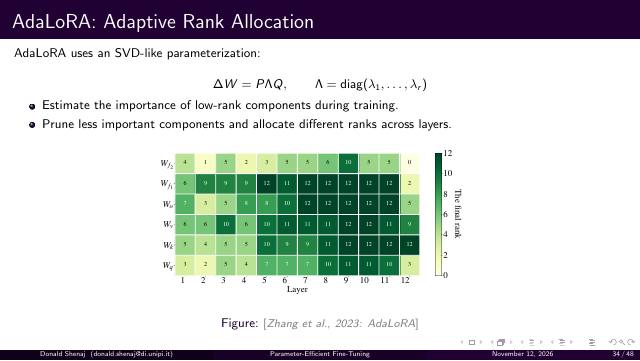 AdaLoRA: Adaptive Rank Allocation
AdaLoRA uses an SVD-like parameterization:
ΔW = PΛQ, Λ = diag(λ1, . . . , λr)
Estimate the importance of low-rank components during training.
Prune less important components and allocate different ranks across layers.
Wf2 4 1 5 2 3 5 5 6 10 5 5 0
Wf1 6 9 9 9 12 11 12 12 12 12 12 2
Wo 7 3 5 8 8 10 12 12 12 12 12 5
Wv 6 6 10 6 10 11 11 11 12 12 11 9
Wk 5 4 5 5 10 9 9 11 12 12 12 12
Wq 3 2 5 4 7 7 7 10 11 11 10 3
1 2 3 4 5 6 7 8 9 10 11 12
Layer
12
10
8
6
4
2
0
The final rank
Figure: [Zhang et al., 2023: AdaLoRA]
Donald Shenaj (donald.shenaj@di.unipi.it) Parameter-Efficient Fine-Tuning November 12, 2026 34 / 48